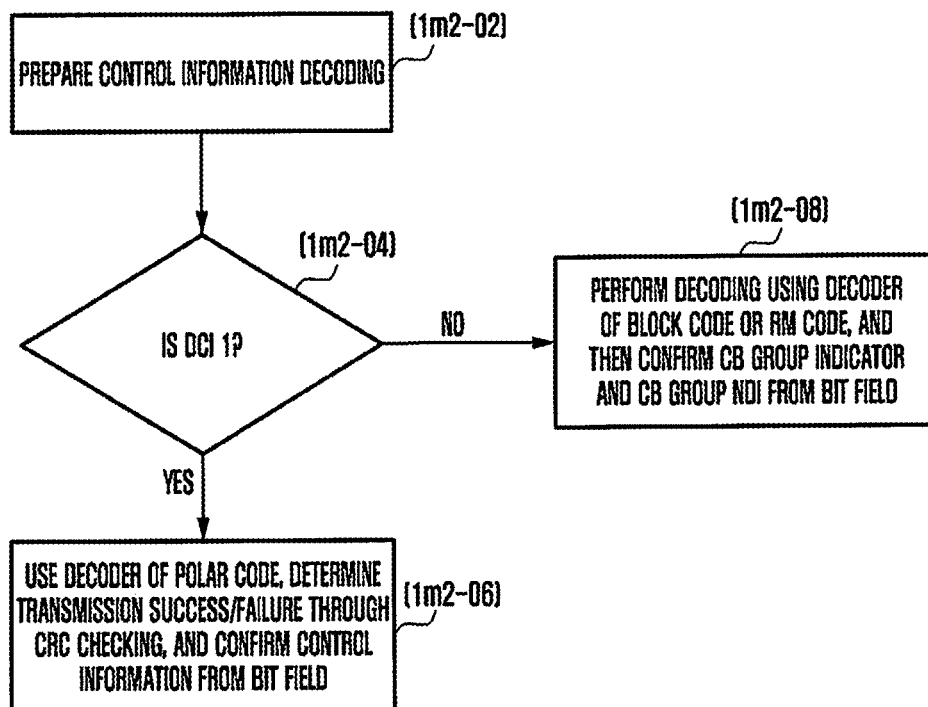 (1m2-02)
PREPARE CONTROL INFORMATION DECODING
(1m2-04)
IS DCI 1?
NO
(1m2-08)
PERFORM DECODING USING DECODER
OF BLOCK CODE OR RM CODE, AND
THEN CONFIRM CB GROUP INDICATOR
AND CB GROUP NDI FROM BIT FIELD
YES
USE DECODER OF POLAR CODE, DETERMINE
TRANSMISSION SUCCESS/FAILURE THROUGH
CRC CHECKING, AND CONFIRM CONTROL
INFORMATION FROM BIT FIELD
(1m2-06)